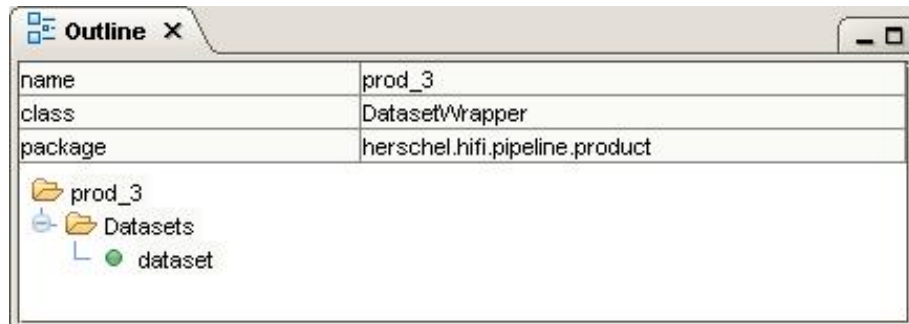 Outline
name prod_3
class DatasetWrapper
package herschel.hifi.pipeline.product
prod_3
Datasets
dataset